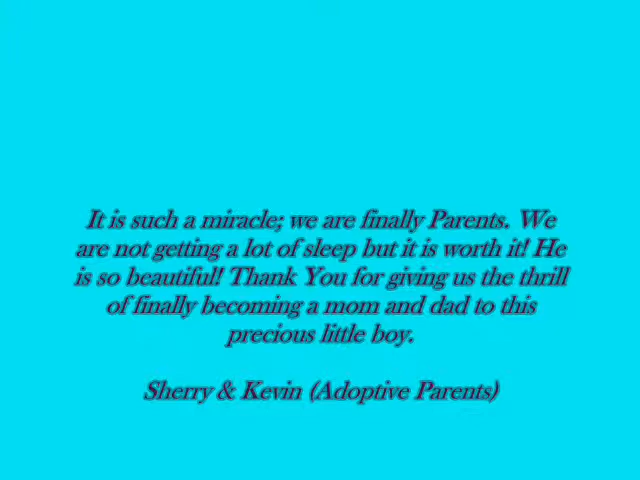 It is such a miracle; we are finally Parents. We
are not getting a lot of sleep but it is worth it! He
is so beautiful! Thank You for giving us the thrill
of finally becoming a mom and dad to this
precious little boy.
Sherry & Kevin (Adoptive Parents)